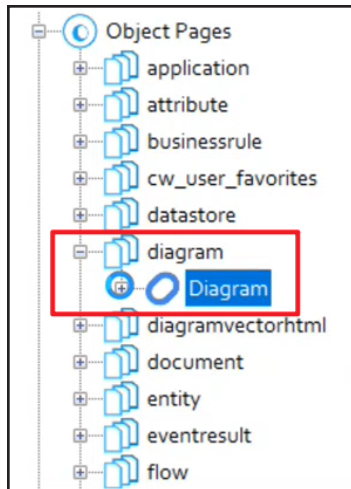 Object Pages
application
attribute
businessrule
cw_user_favorites
datastore
diagram
Diagram
diagramvectorhtml
document
entity
eventresult
flow